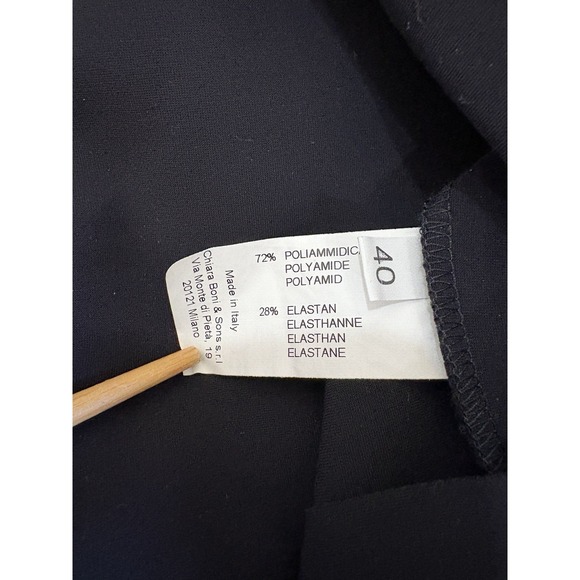 72% POLIAMMIDICA
POLYAMIDE
POLYAMID
28% ELASTAN
ELASTHANNE
ELASTHAN
ELASTANE
40
Made in Italy
Chiara Boni & Sons s.r.l
Via Monte di Pietà, 19
20121 Milano